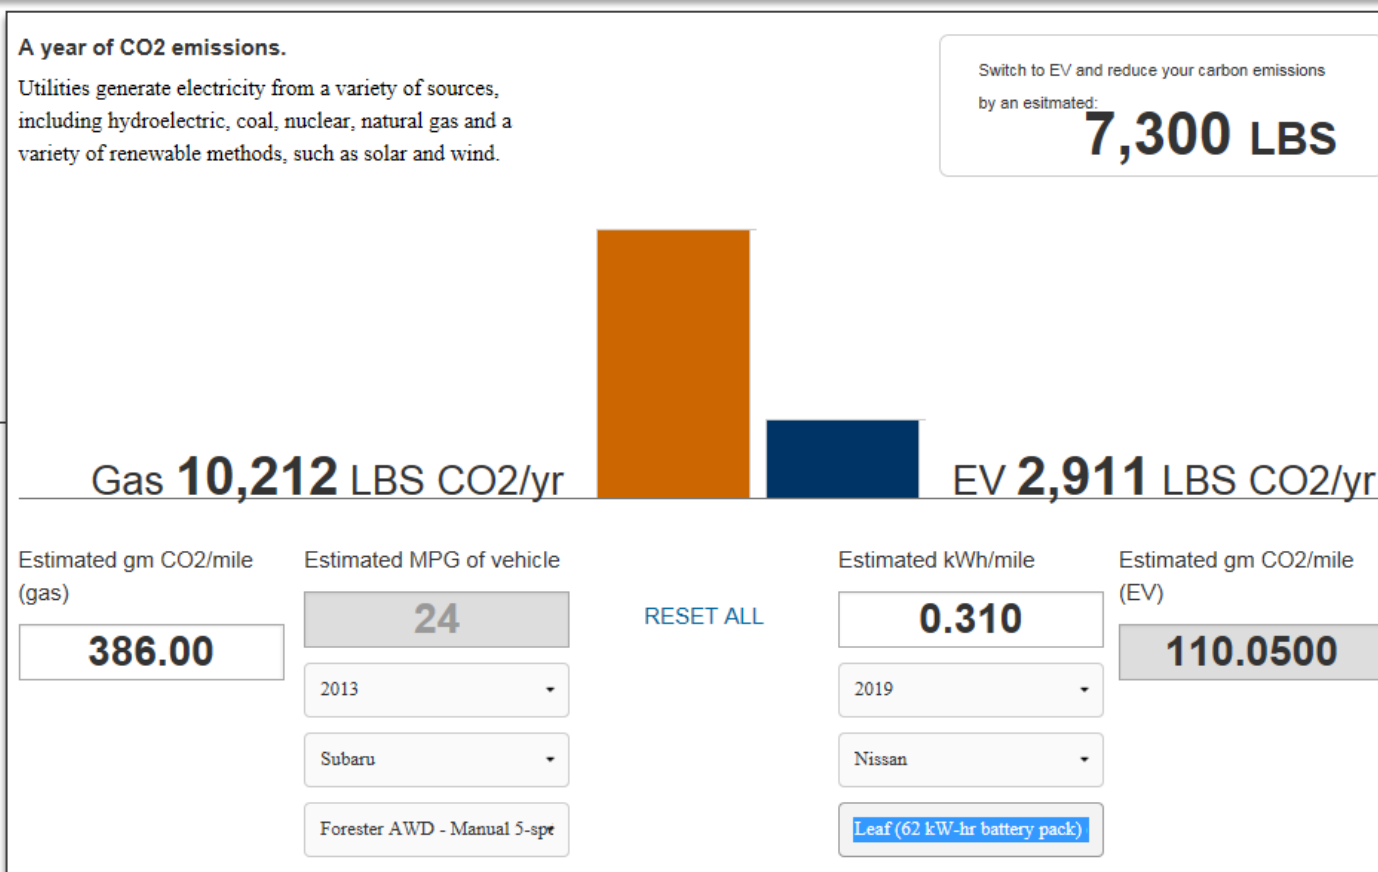 A year of CO2 emissions.
Utilities generate electricity from a variety of sources,
including hydroelectric, coal, nuclear, natural gas and a
variety of renewable methods, such as solar and wind.
Switch to EV and reduce your carbon emissions
by an esitmated:
7,300 LBS
Gas 10,212 LBS CO2/yr
EV 2,911 LBS CO2/yr
Estimated gm CO2/mile
(gas)
386.00
Estimated MPG of vehicle
24
2013
Subaru
Forester AWD - Manual 5-spe
RESET ALL
Estimated kWh/mile
0.310
2019
Nissan
Leaf (62 kW-hr battery pack)
Estimated gm CO2/mile
(EV)
110.0500